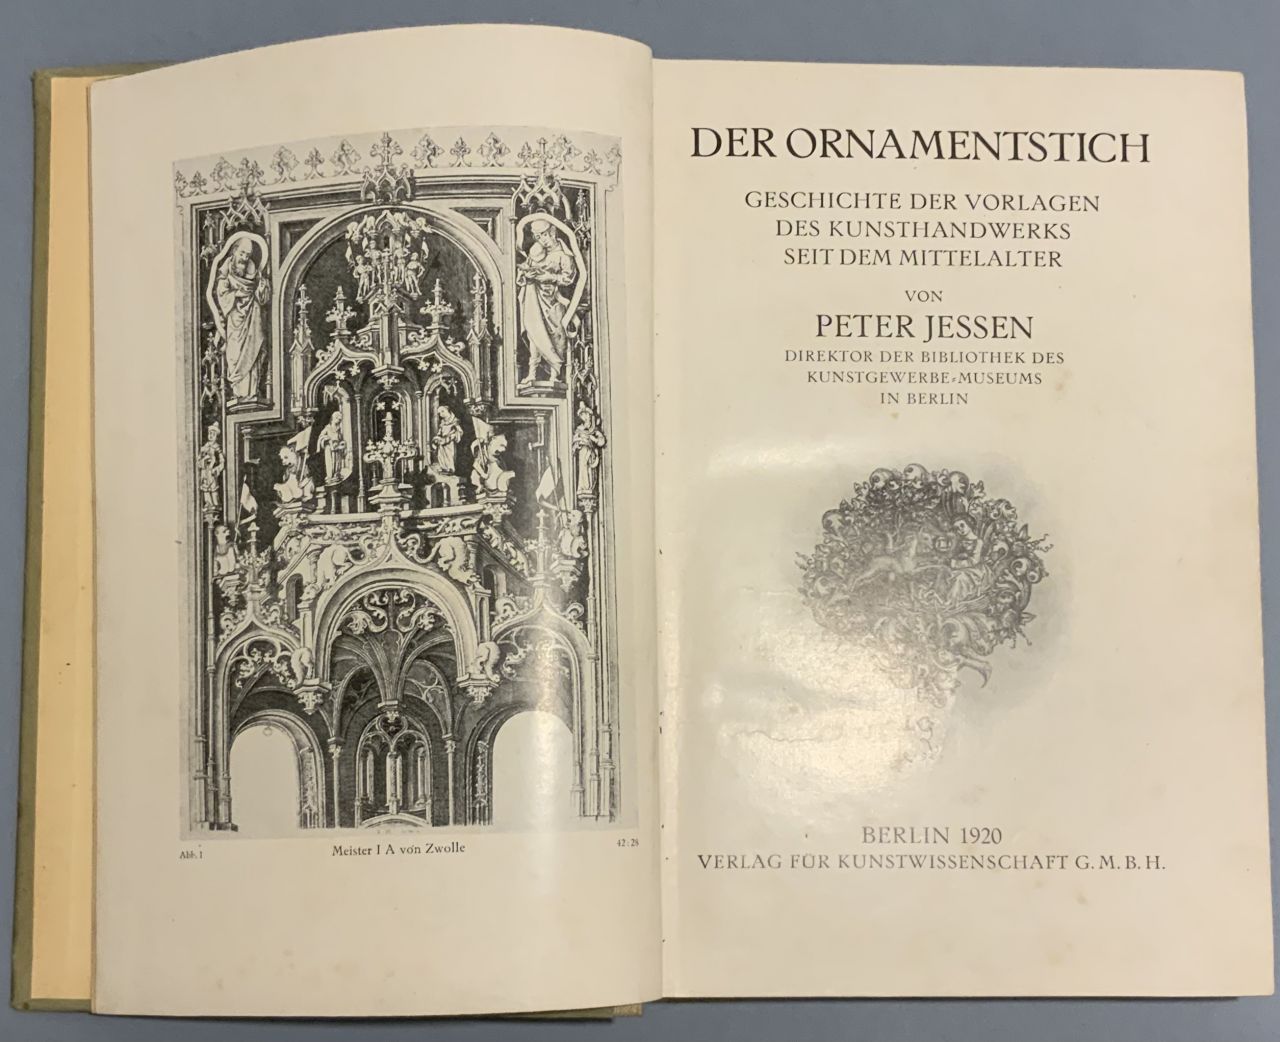 Abb. 1
Meister I A von Zwolle
42:28
DER ORNAMENTSTICH
GESCHICHTE DER VORLAGEN
DES KUNSTHANDWERKS
SEIT DEM MITTELALTER
VON
PETER JESSEN
DIREKTOR DER BIBLIOTHEK DES
KUNSTGEWERBE=MUSEUMS
IN BERLIN
BERLIN 1920
VERLAG FÜR KUNSTWISSENSCHAFT G. M. B. H.